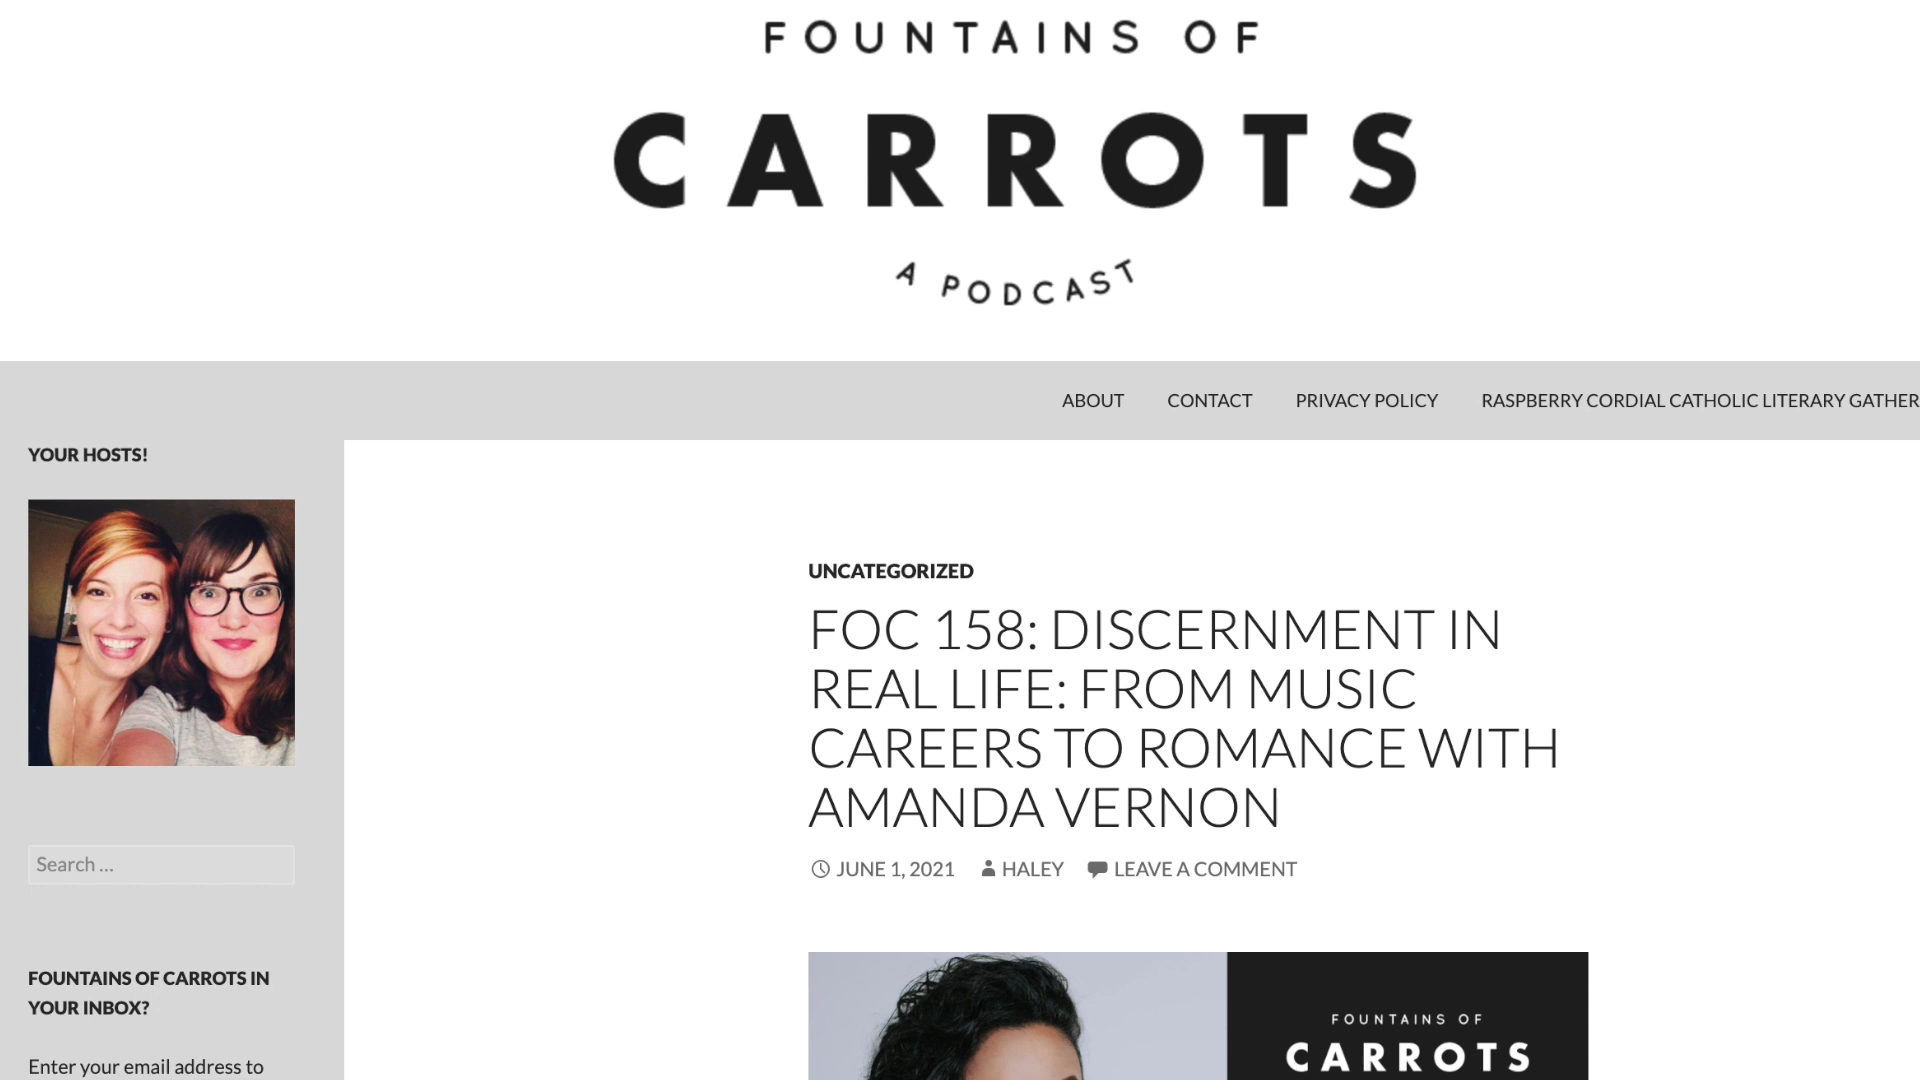 FOUNTAINS OF
CARROTS
A PODCAST
ABOUT CONTACT PRIVACY POLICY RASPBERRY CORDIAL CATHOLIC LITERARY GATHER
YOUR HOSTS!
Search ...
FOUNTAINS OF CARROTS IN
YOUR INBOX?
Enter your email address to
UNCATEGORIZED
FOC 158: DISCERNMENT IN
REAL LIFE: FROM MUSIC
CAREERS TO ROMANCE WITH
AMANDA VERNON
JUNE 1, 2021 HALEY LEAVE A COMMENT
FOUNTAINS OF
CARROTS